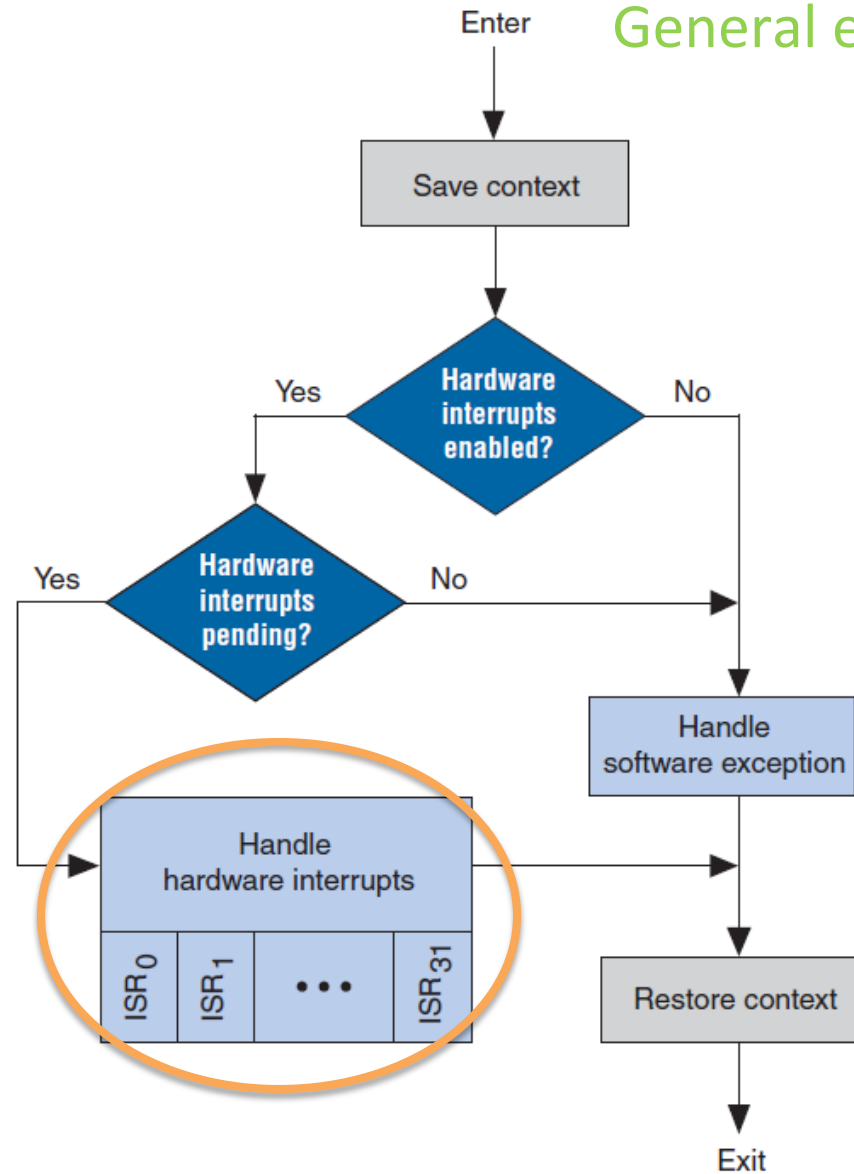 General e
Enter
Save context
Hardware
interrupts
enabled?
Yes
No
Hardware
interrupts
pending?
Yes
No
Handle
software exception
Handle
hardware interrupts
ISR0 ISR1 ••• ISR31
Restore context
Exit